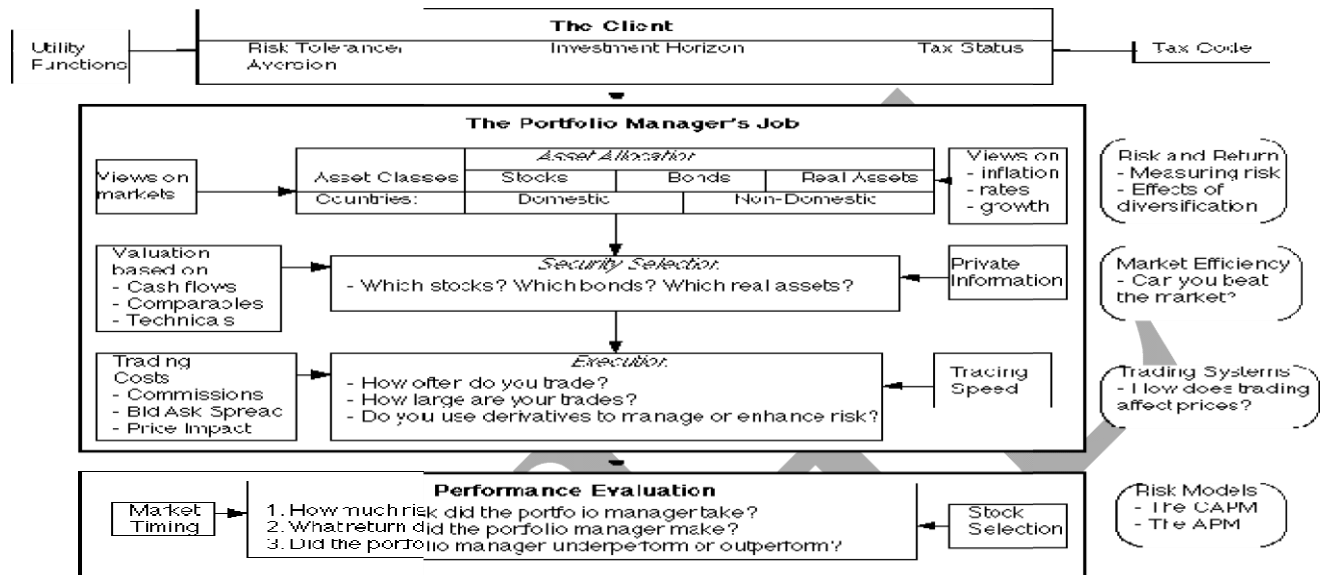 The Client
Utility
Functions
Risk Tolerance/
Aversion
Investment Horizon
Tax Status
Tax Code
The Portfolio Manager's Job
Views on
markets
Asset Allocation
Asset Classes
Stocks
Bonds
Real Assets
Countries:
Domestic
Non-Domestic
Views on
- inflation
- rates
- growth
Risk and Return
- Measuring risk
- Effects of
diversification
Valuation
based on
- Cash flows
- Comparables
- Technicals
Security Selection
- Which stocks? Which bonds? Which real assets?
Private
Information
Market Efficiency
- Can you beat
the market?
Trading
Costs
- Commissions
- Bid Ask Spread
- Price Impact
Execution
- How often do you trade?
- How large are your trades?
- Do you use derivatives to manage or enhance risk?
Trading
Speed
Trading Systems
- How does trading
affect prices?
Performance Evaluation
Market
Timing
1. How much risk did the portfolio manager take?
2. What return did the portfolio manager make?
3. Did the portfolio manager underperform or outperform?
Stock
Selection
Risk Models
- The CAPM
- The APM